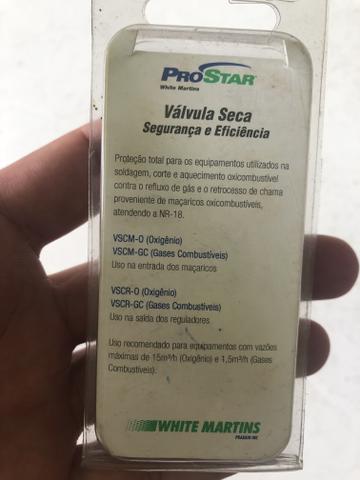 PROSTAR
White Martins
Válvula Seca
Segurança e Eficiência
Proteção total para os equipamentos utilizados na
soldagem, corte e aquecimento oxicombustível
contra o refluxo de gás e o retrocesso de chama
proveniente de maçaricos oxicombustíveis,
atendendo a NR-18.
VSCM-O (Oxigênio)
VSCM-GC (Gases Combustíveis)
Uso na entrada dos maçaricos
VSCR-O (Oxigênio)
VSCR-GC (Gases Combustíveis)
Uso na saída dos reguladores
Uso recomendado para equipamentos com vazões
máximas de 15m³/h (Oxigênio) e 1,5m³/h (Gases
Combustíveis).
WHITE MARTINS
PRAXAIR INC